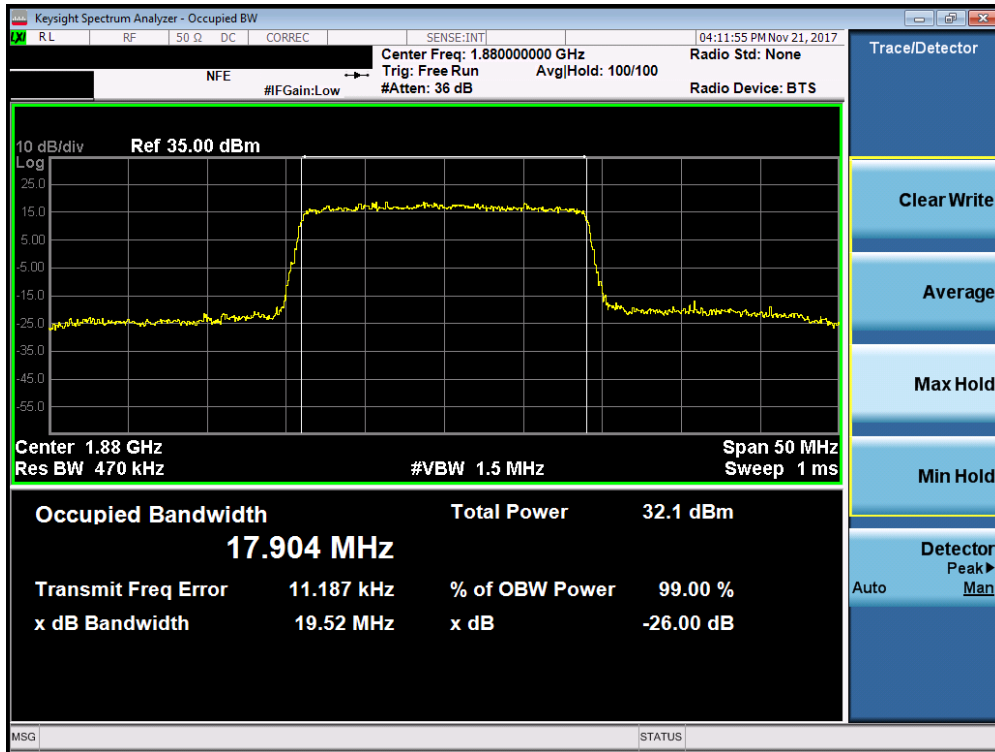 Keysight Spectrum Analyzer - Occupied BW
LXI RL RF 50 Ω DC CORREC SENSE:INT 04:11:55 PM Nov 21, 2017
Center Freq: 1.880000000 GHz Radio Std: None
NFE Trig: Free Run Avg|Hold: 100/100
#IFGain:Low #Atten: 36 dB Radio Device: BTS
10 dB/div Ref 35.00 dBm
Log
25.0
15.0
5.00
-5.00
-15.0
-25.0
-35.0
-45.0
-55.0
Center 1.88 GHz Span 50 MHz
Res BW 470 kHz #VBW 1.5 MHz Sweep 1 ms
Occupied Bandwidth Total Power 32.1 dBm
17.904 MHz
Transmit Freq Error 11.187 kHz % of OBW Power 99.00 %
x dB Bandwidth 19.52 MHz x dB -26.00 dB
MSG STATUS
Trace/Detector
Clear Write
Average
Max Hold
Min Hold
Detector
Peak▶
Auto Man